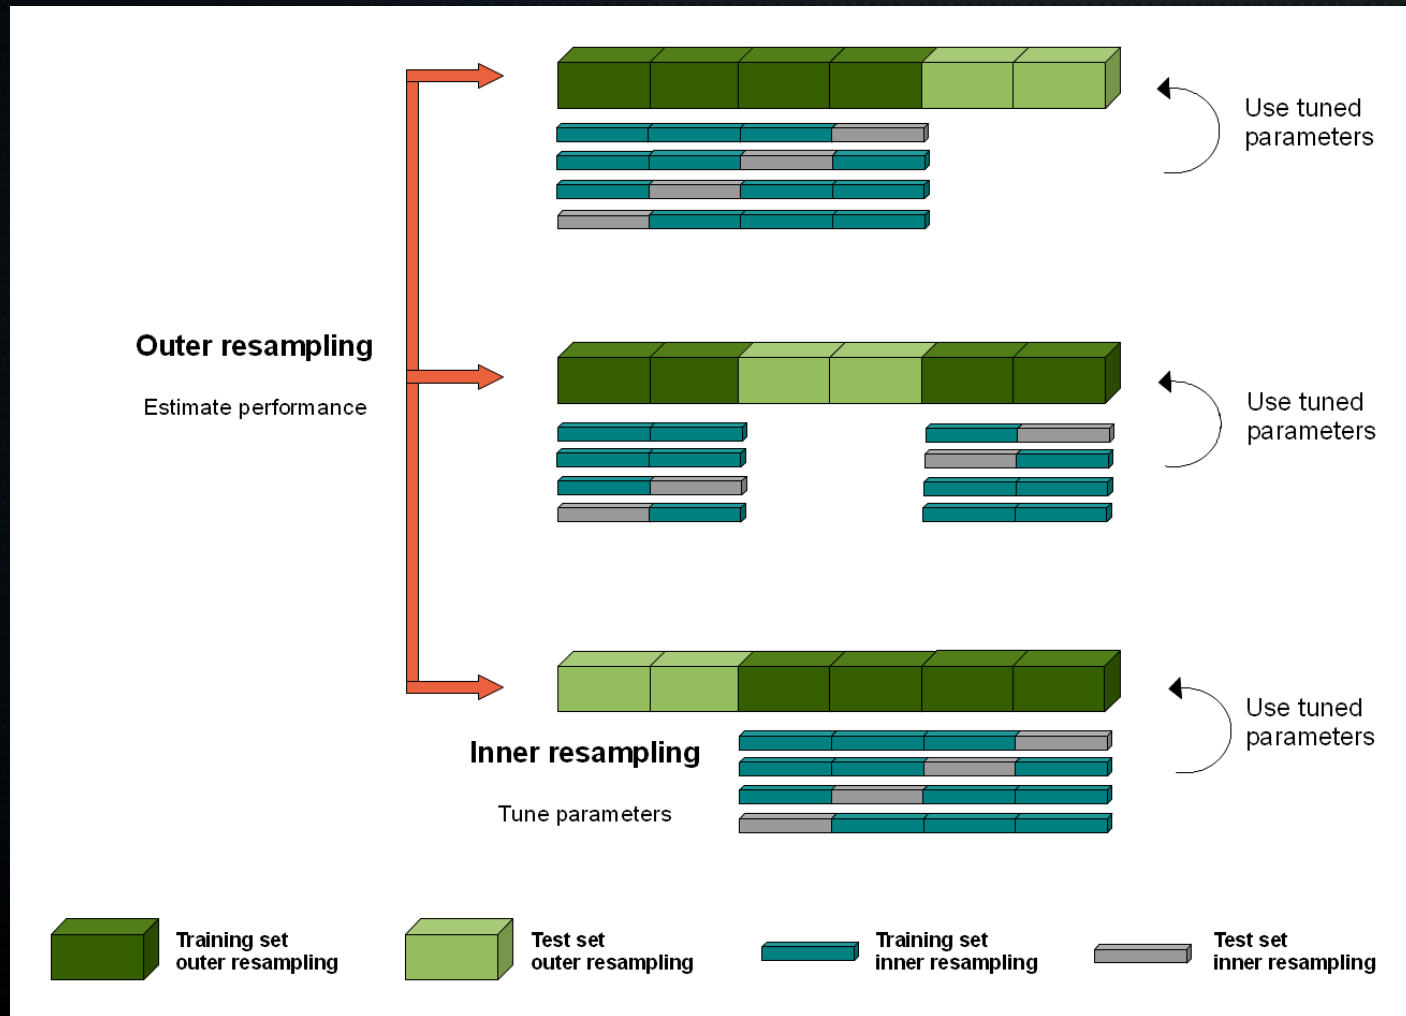 Use tuned
parameters
Outer resampling
Estimate performance
Use tuned
parameters
Inner resampling
Tune parameters
Use tuned
parameters
Training set
outer resampling
Test set
outer resampling
Training set
inner resampling
Test set
inner resampling